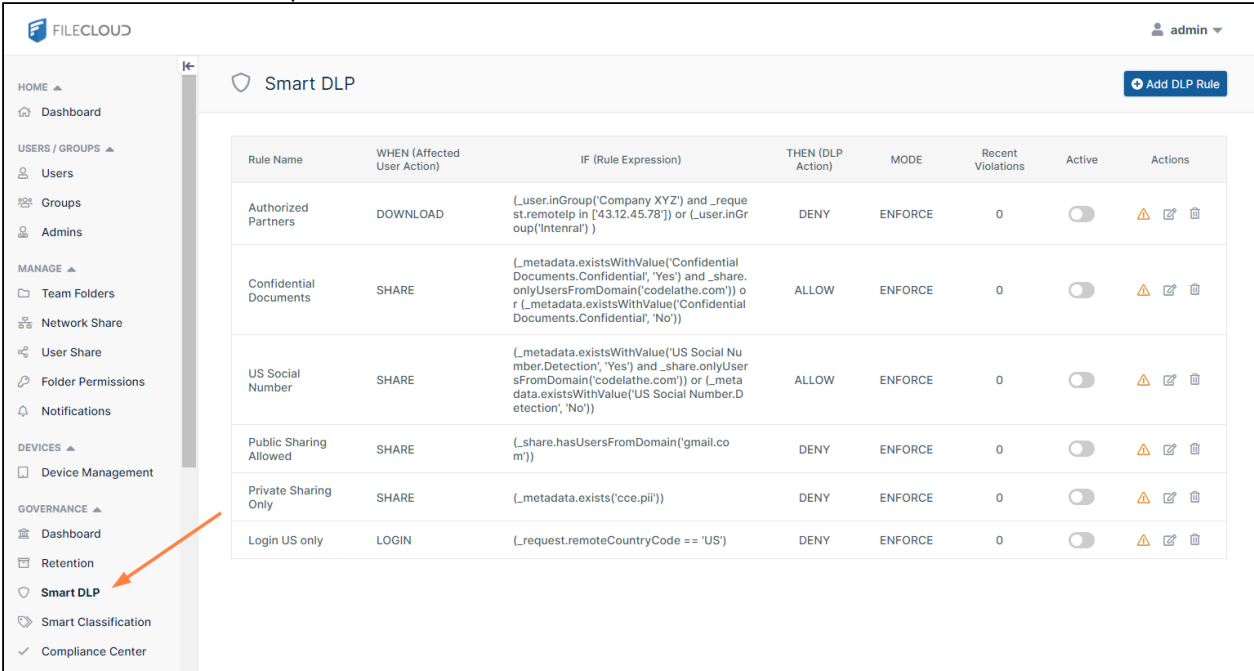 FILECLOUD
admin
HOME
Dashboard
USERS / GROUPS
Users
Groups
Admins
MANAGE
Team Folders
Network Share
User Share
Folder Permissions
Notifications
DEVICES
Device Management
GOVERNANCE
Dashboard
Retention
Smart DLP
Smart Classification
Compliance Center
Smart DLP
Add DLP Rule
Rule Name
WHEN (Affected
User Action)
IF (Rule Expression)
THEN (DLP
Action)
MODE
Recent
Violations
Active
Actions
Authorized
Partners
DOWNLOAD
(_user.inGroup('Company XYZ') and _reque
st.remoteIp in ['43.12.45.78']) or (_user.inGr
oup('Intenral') )
DENY
ENFORCE
0
Confidential
Documents
SHARE
(_metadata.existsWithValue('Confidential
Documents.Confidential', 'Yes') and _share.
onlyUsersFromDomain('codelathe.com')) o
r (_metadata.existsWithValue('Confidential
Documents.Confidential', 'No'))
ALLOW
ENFORCE
0
US Social
Number
SHARE
(_metadata.existsWithValue('US Social Nu
mber.Detection', 'Yes') and _share.onlyUser
sFromDomain('codelathe.com')) or (_meta
data.existsWithValue('US Social Number.D
etection', 'No'))
ALLOW
ENFORCE
0
Public Sharing
Allowed
SHARE
(_share.hasUsersFromDomain('gmail.co
m'))
DENY
ENFORCE
0
Private Sharing
Only
SHARE
(_metadata.exists('cce.pii'))
DENY
ENFORCE
0
Login US only
LOGIN
(_request.remoteCountryCode == 'US')
DENY
ENFORCE
0